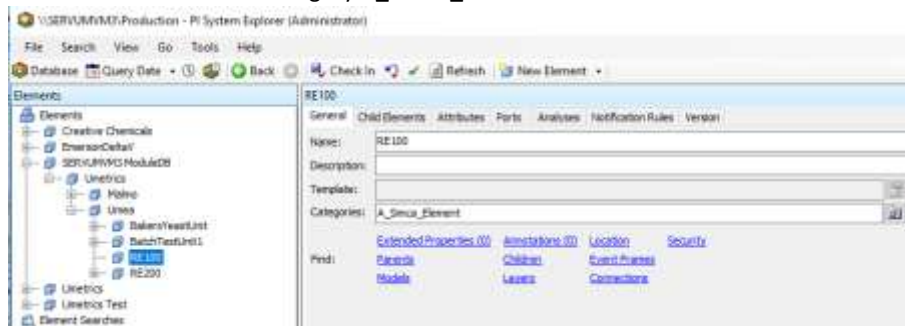 \\SERVUMVM3\Production - PI System Explorer (Administrator)
File Search View Go Tools Help
Database Query Date Back Check In Refresh New Element
Elements
Elements
Creative Chemicals
EmersonDeltaV
SERVUMVM3 ModuleDB
Umetrics
Malmo
Umea
BakersYeastUnit
BatchTestUnit1
RE100
RE200
Umetrics
Umetrics Test
Element Searches
RE100
General Child Elements Attributes Ports Analyses Notification Rules Version
Name: RE100
Description:
Template:
Categories: A_Simca_Element
Extended Properties (0) Annotations (0) Location Security
Find: Parents Children Event Frames
Models Layers Connections